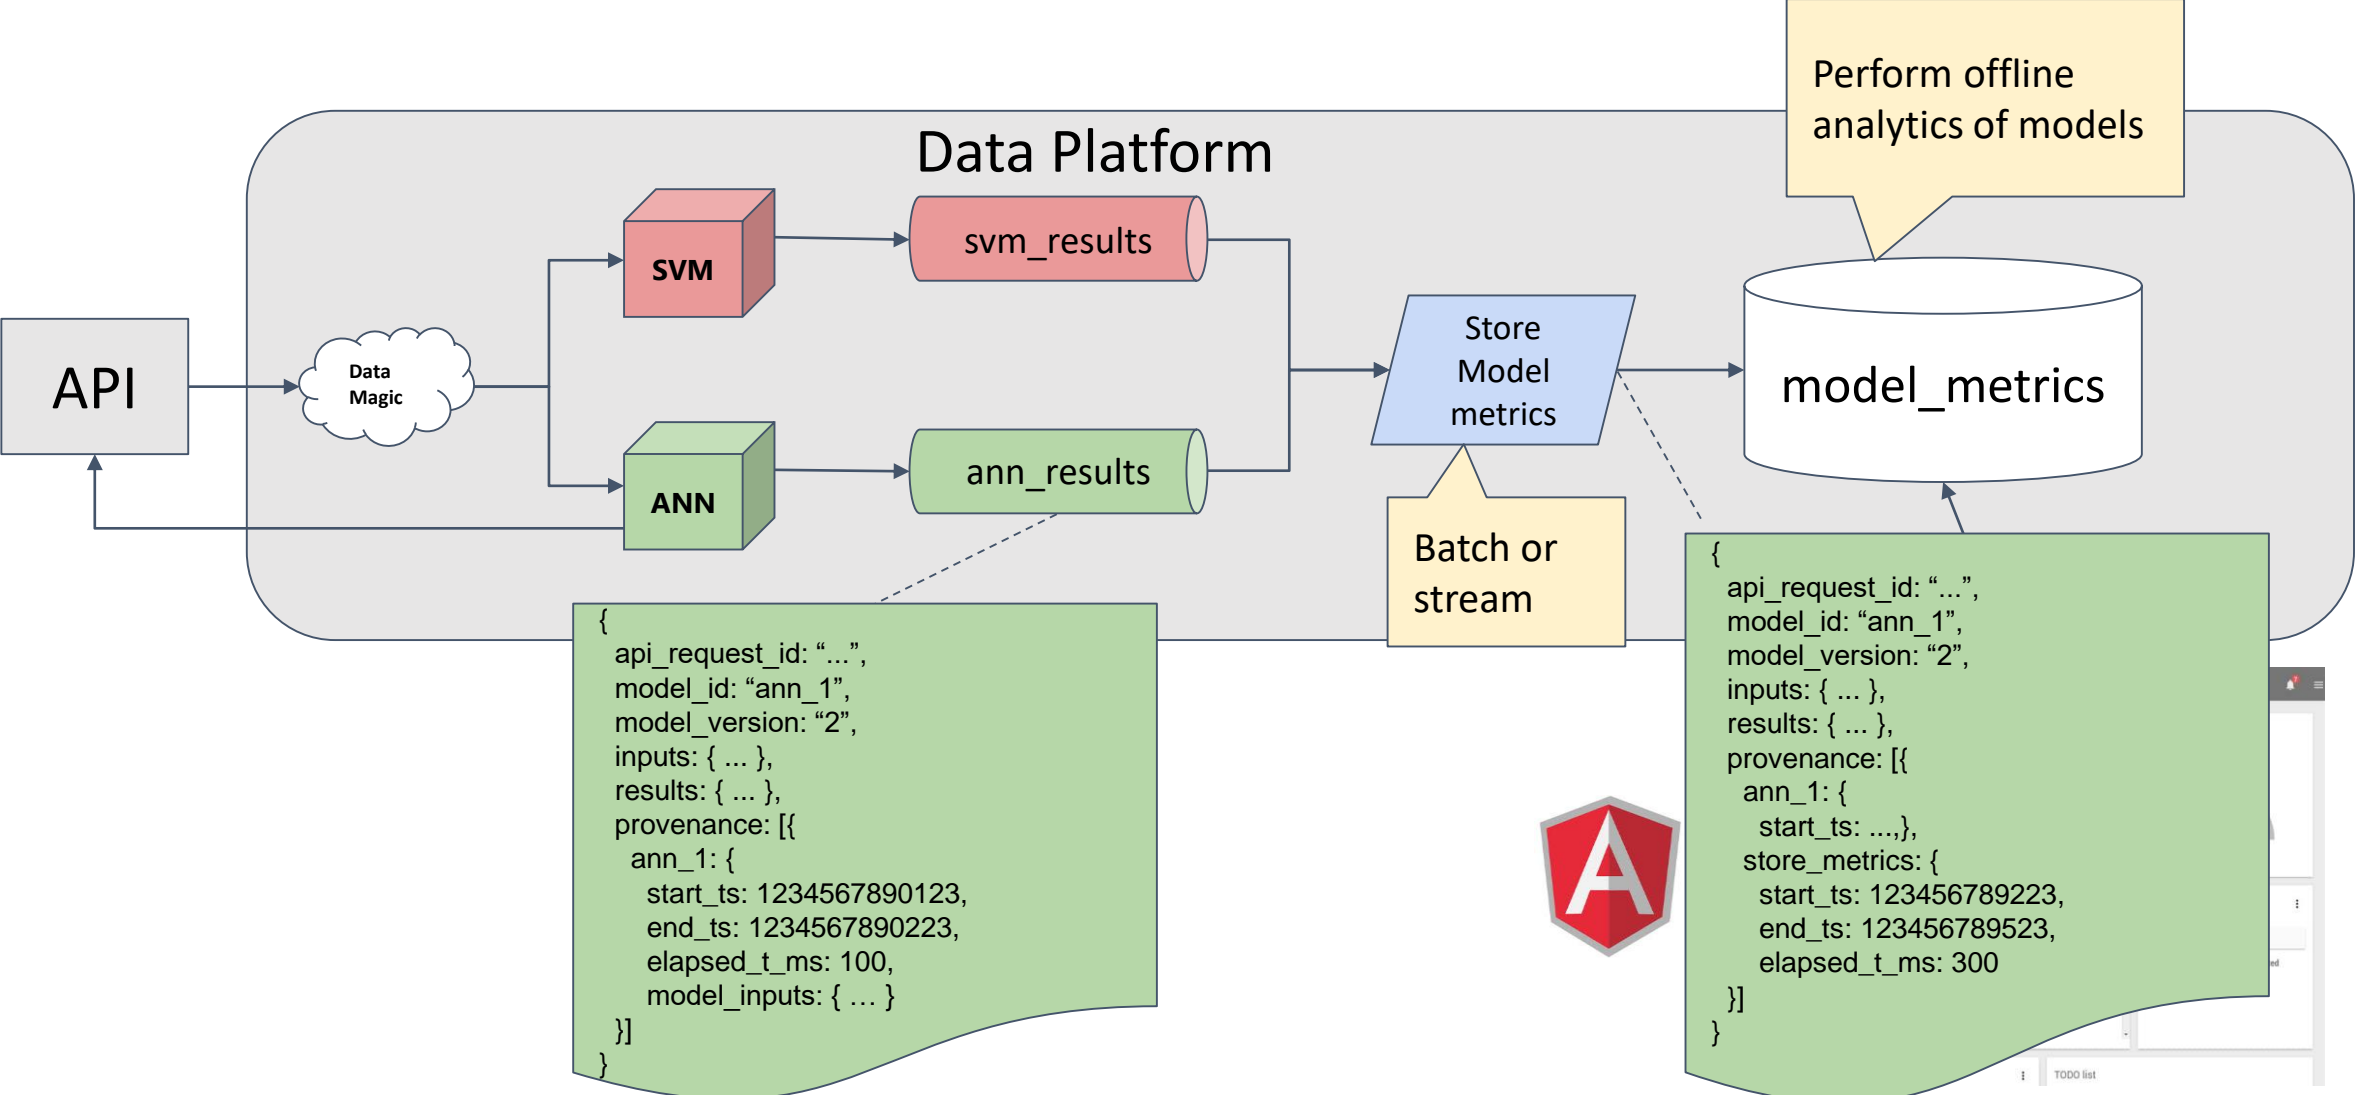 Perform offline
analytics of models
Data Platform
SVM
svm_results
API
Data
Magic
Store
Model
metrics
model_metrics
ANN
ann_results
Batch or
stream
{
api_request_id: “...”,
model_id: “ann_1”,
model_version: “2”,
inputs: { ... },
results: { ... },
provenance: [{
ann_1: {
start_ts: 1234567890123,
end_ts: 1234567890223,
elapsed_t_ms: 100,
model_inputs: { … }
}]
}
{
api_request_id: “...”,
model_id: “ann_1”,
model_version: “2”,
inputs: { ... },
results: { ... },
provenance: [{
ann_1: {
start_ts: ...,},
store_metrics: {
start_ts: 123456789223,
end_ts: 123456789523,
elapsed_t_ms: 300
}]
}
A
TODO list